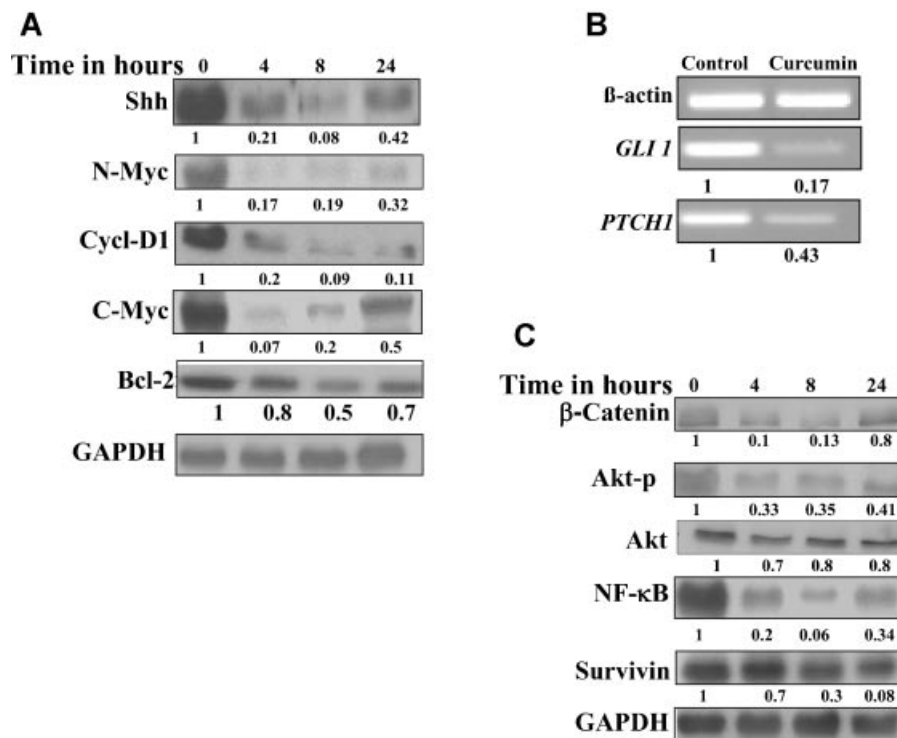 A
Time in hours 0 4 8 24
Shh
1 0.21 0.08 0.42
N-Myc
1 0.17 0.19 0.32
Cycl-D1
1 0.2 0.09 0.11
C-Myc
1 0.07 0.2 0.5
Bcl-2
1 0.8 0.5 0.7
GAPDH
B
Control Curcumin
ß-actin
GLI 1
1 0.17
PTCH1
1 0.43
C
Time in hours 0 4 8 24
β-Catenin
1 0.1 0.13 0.8
Akt-p
1 0.33 0.35 0.41
Akt
1 0.7 0.8 0.8
NF-κB
1 0.2 0.06 0.34
Survivin
1 0.7 0.3 0.08
GAPDH